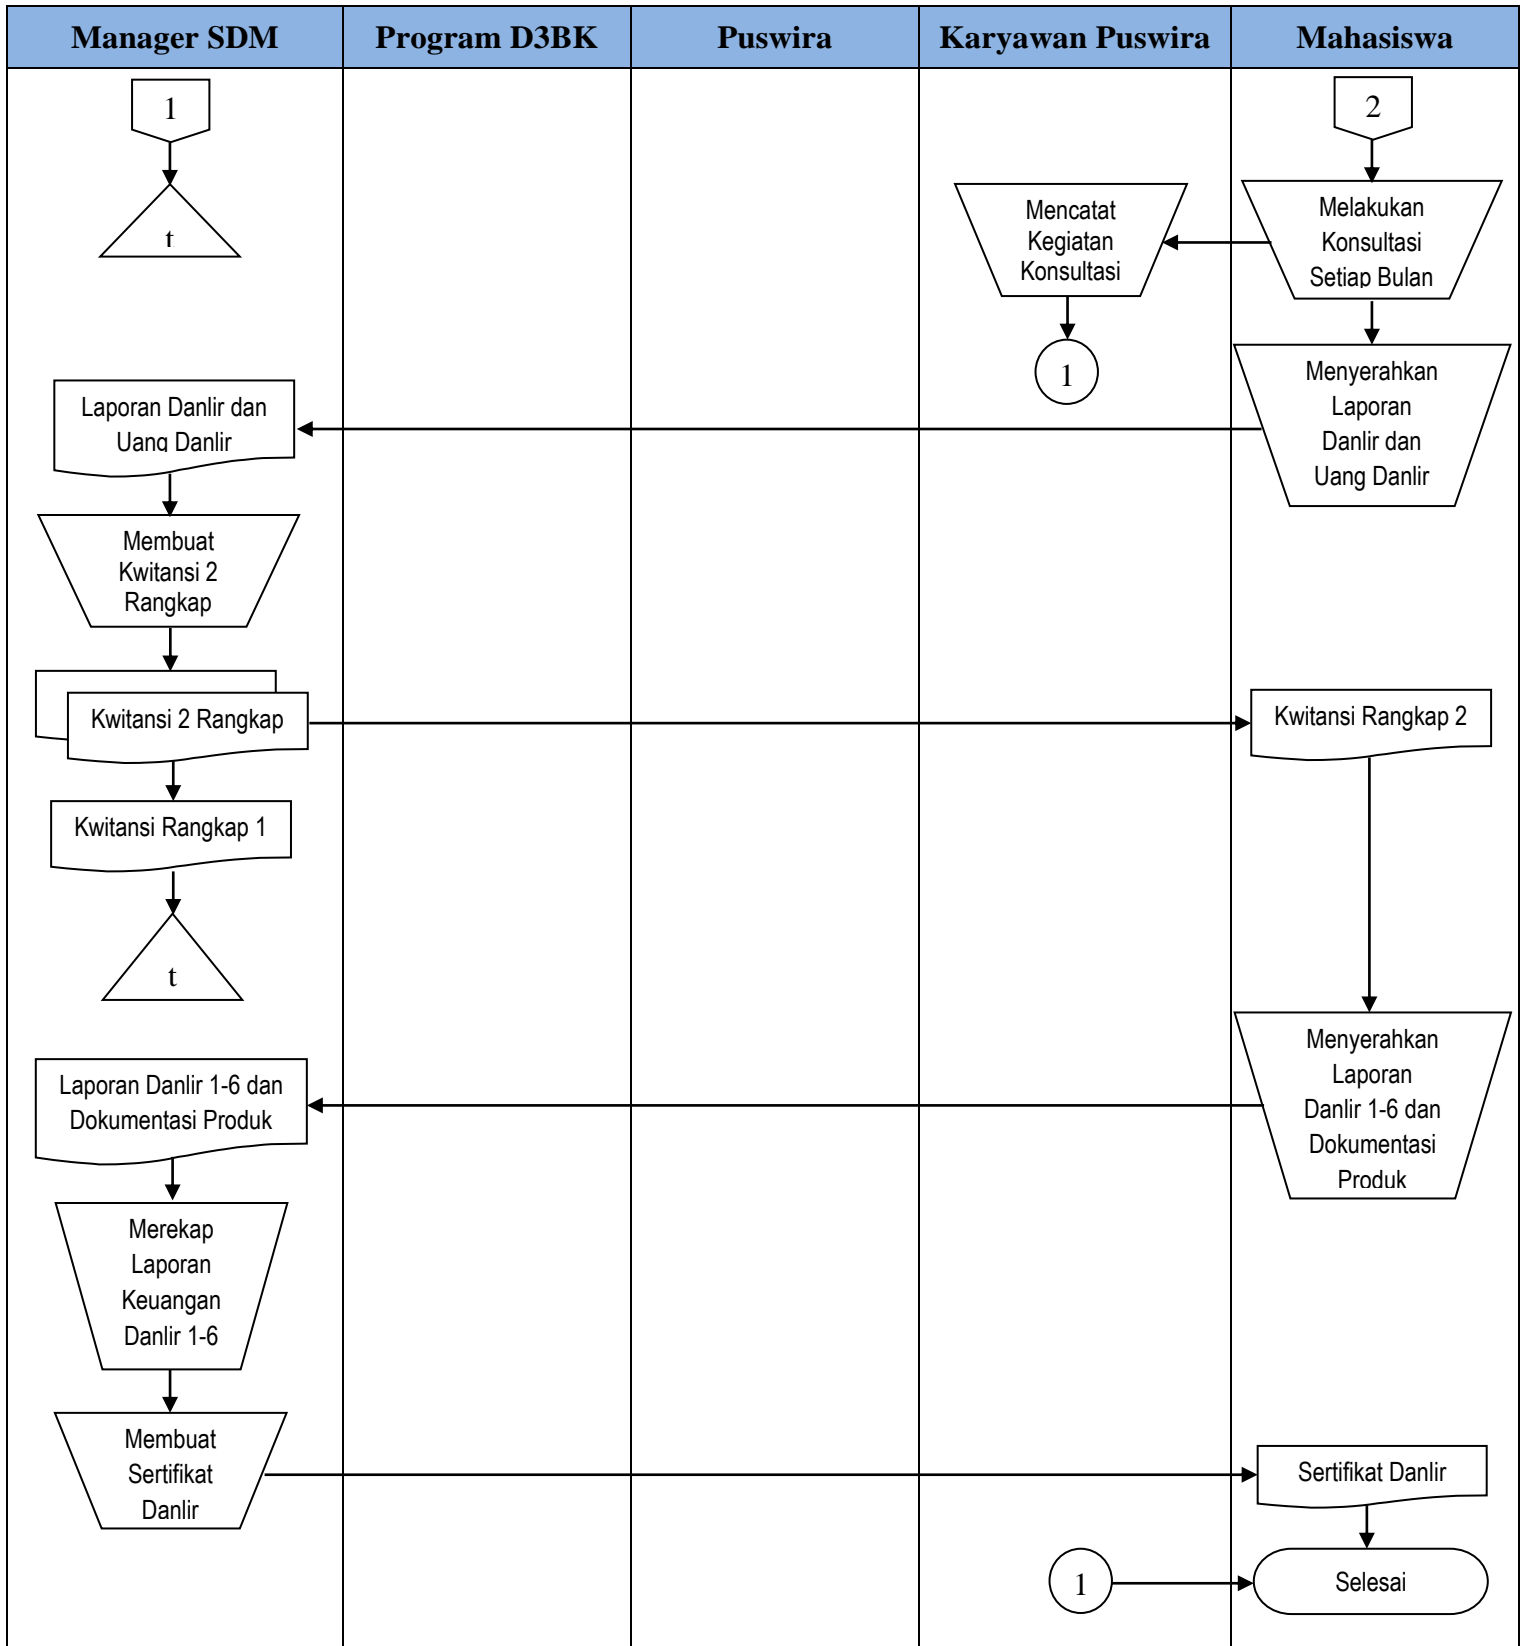 Manager SDM
Program D3BK
Puswira
Karyawan Puswira
Mahasiswa
1
2
t
Mencatat
Kegiatan
Konsultasi
Melakukan
Konsultasi
Setiap Bulan
1
Menyerahkan
Laporan
Danlir dan
Uang Danlir
Laporan Danlir dan
Uang Danlir
Membuat
Kwitansi 2
Rangkap
Kwitansi 2 Rangkap
Kwitansi Rangkap 2
Kwitansi Rangkap 1
t
Menyerahkan
Laporan
Danlir 1-6 dan
Dokumentasi
Produk
Laporan Danlir 1-6 dan
Dokumentasi Produk
Merekap
Laporan
Keuangan
Danlir 1-6
Membuat
Sertifikat
Danlir
Sertifikat Danlir
1
Selesai